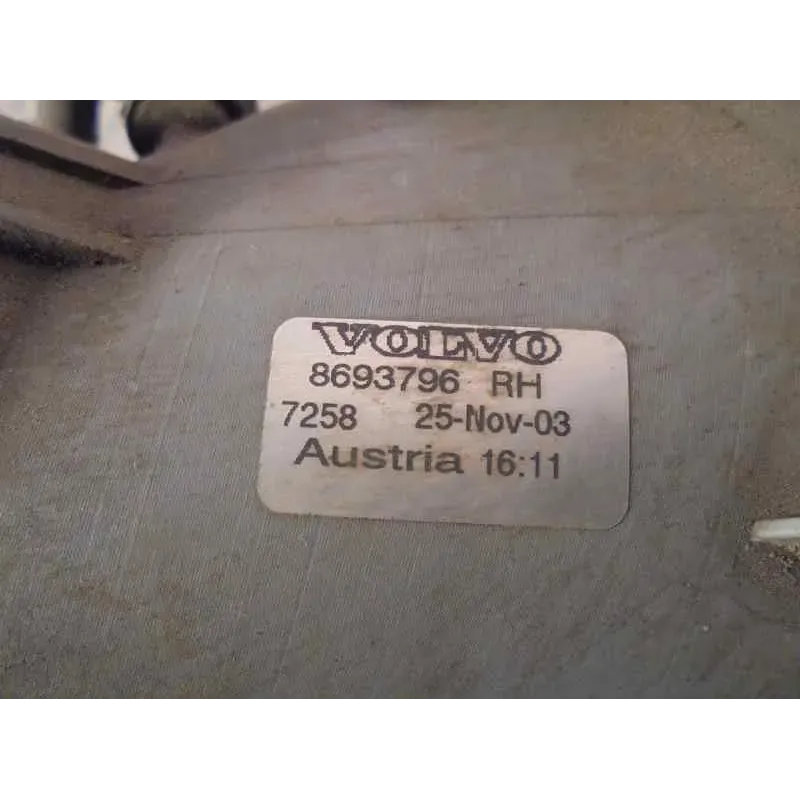 VOLVO
8693796 RH
7258 25-Nov-03
Austria 16:11